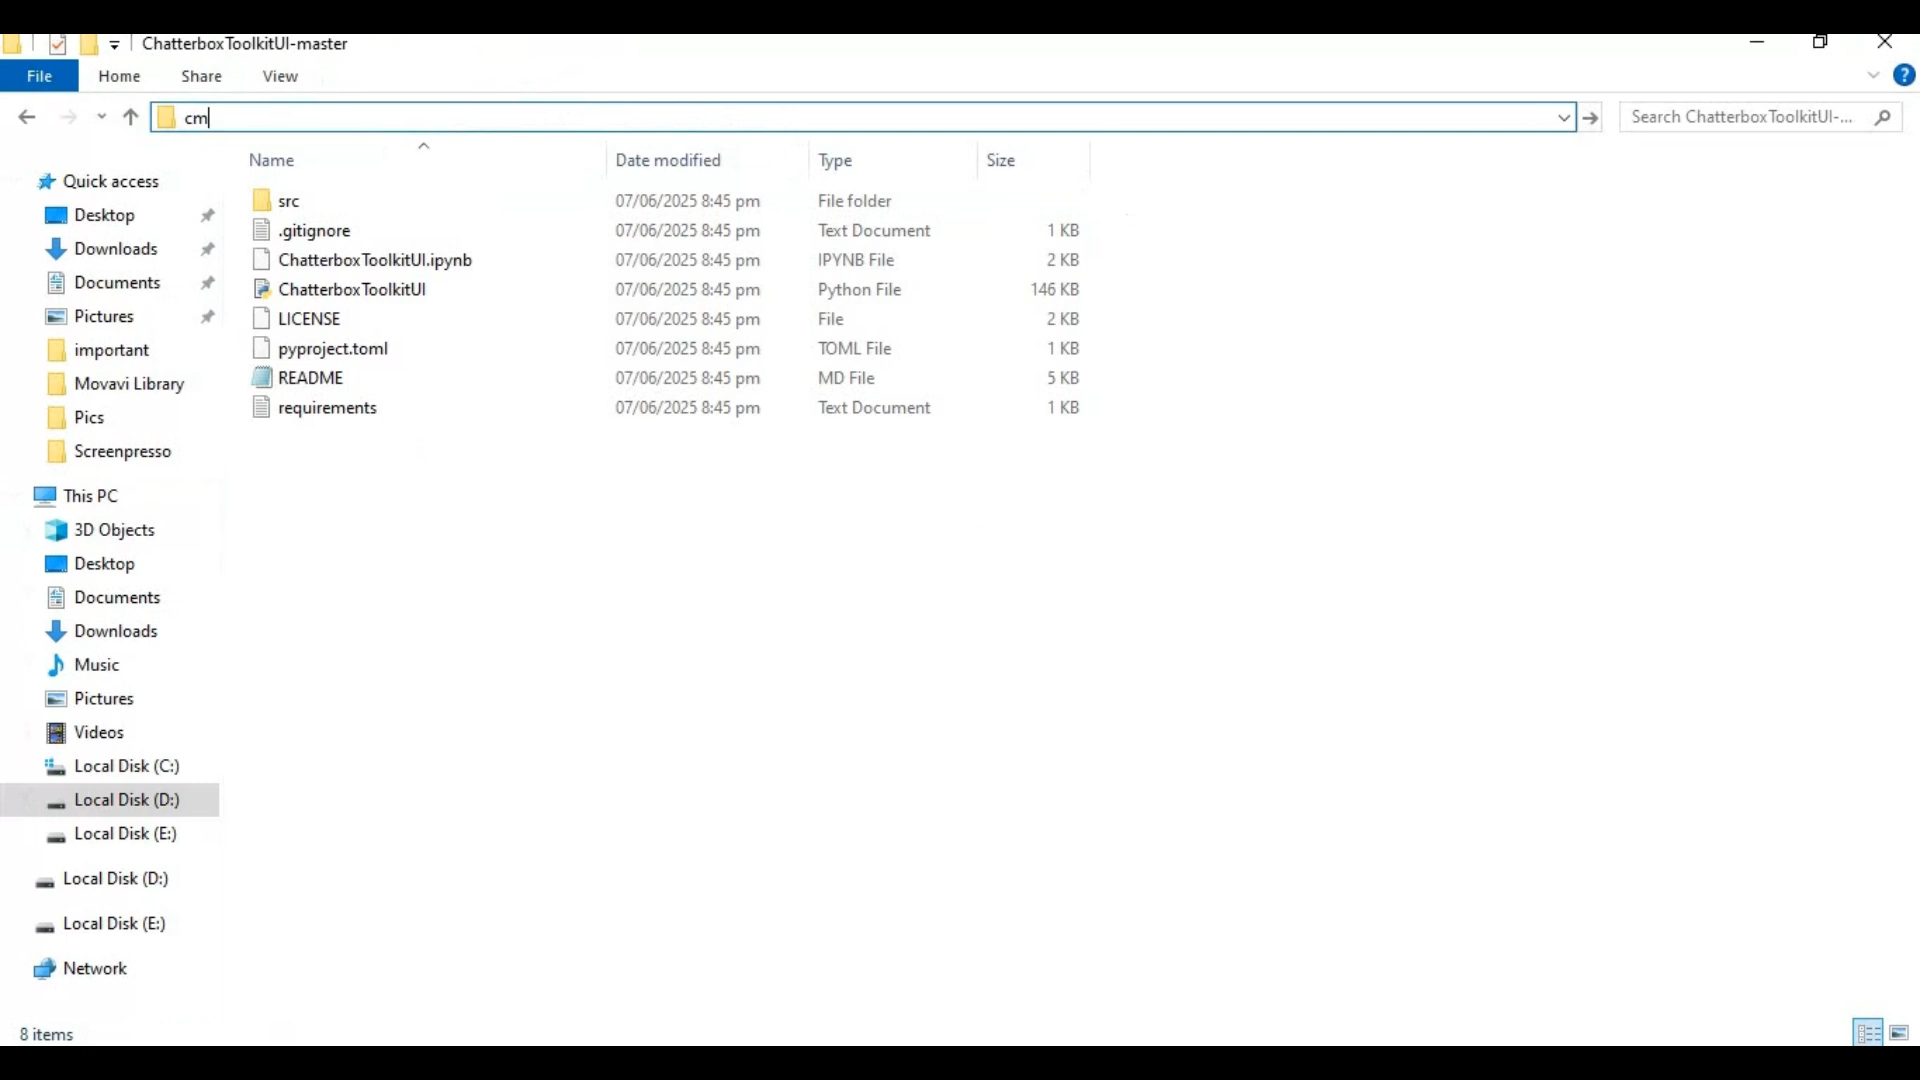 ChatterboxToolkitUI-master
File Home Share View
?
cm
Search ChatterboxToolkitUI-...
Name Date modified Type Size
Quick access
Desktop
Downloads
Documents
Pictures
important
Movavi Library
Pics
Screenpresso
This PC
3D Objects
Desktop
Documents
Downloads
Music
Pictures
Videos
Local Disk (C:)
Local Disk (D:)
Local Disk (E:)
Local Disk (D:)
Local Disk (E:)
Network
src 07/06/2025 8:45 pm File folder
.gitignore 07/06/2025 8:45 pm Text Document 1 KB
ChatterboxToolkitUI.ipynb 07/06/2025 8:45 pm IPYNB File 2 KB
ChatterboxToolkitUI 07/06/2025 8:45 pm Python File 146 KB
LICENSE 07/06/2025 8:45 pm File 2 KB
pyproject.toml 07/06/2025 8:45 pm TOML File 1 KB
README 07/06/2025 8:45 pm MD File 5 KB
requirements 07/06/2025 8:45 pm Text Document 1 KB
8 items